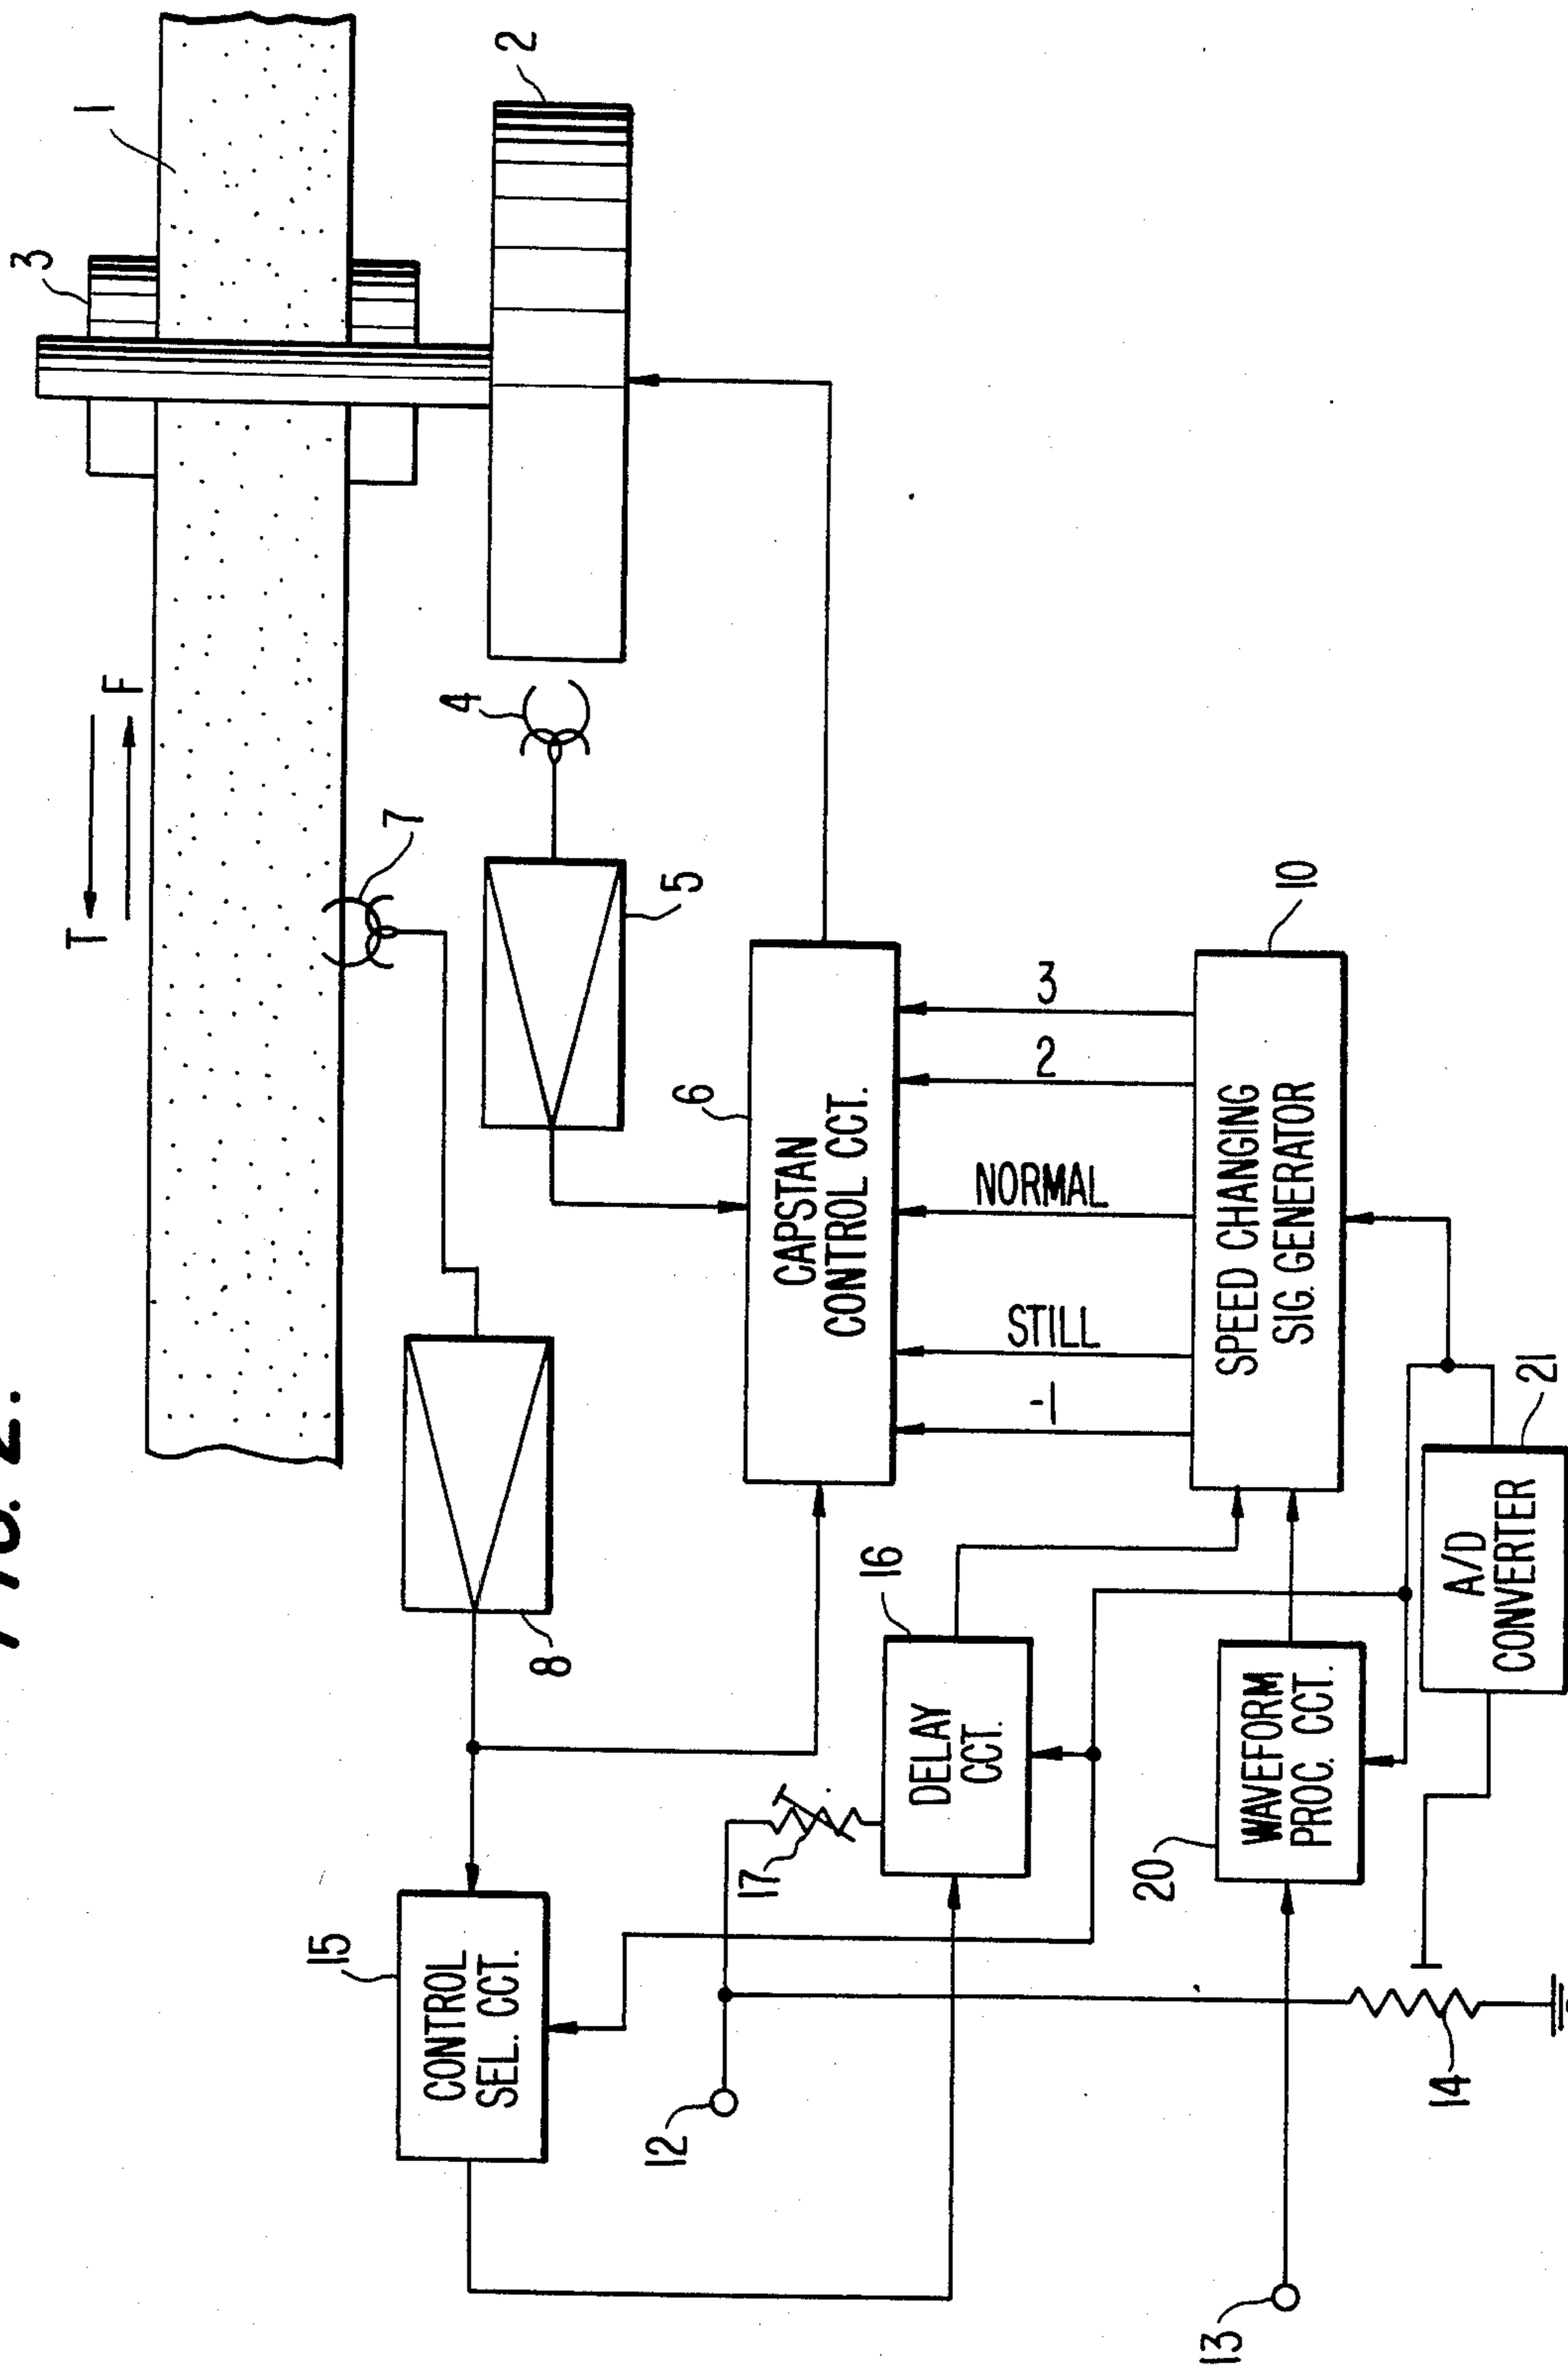 FIG. 2.
1
3
2
T
F
4
7
5
8
15
CONTROL
SEL. CCT.
6
CAPSTAN
CONTROL CCT.
-1
STILL
NORMAL
2
3
10
SPEED CHANGING
SIG. GENERATOR
16
DELAY
CCT.
17
12
20
WAVEFORM
PROC. CCT.
13
14
21
A/D
CONVERTER